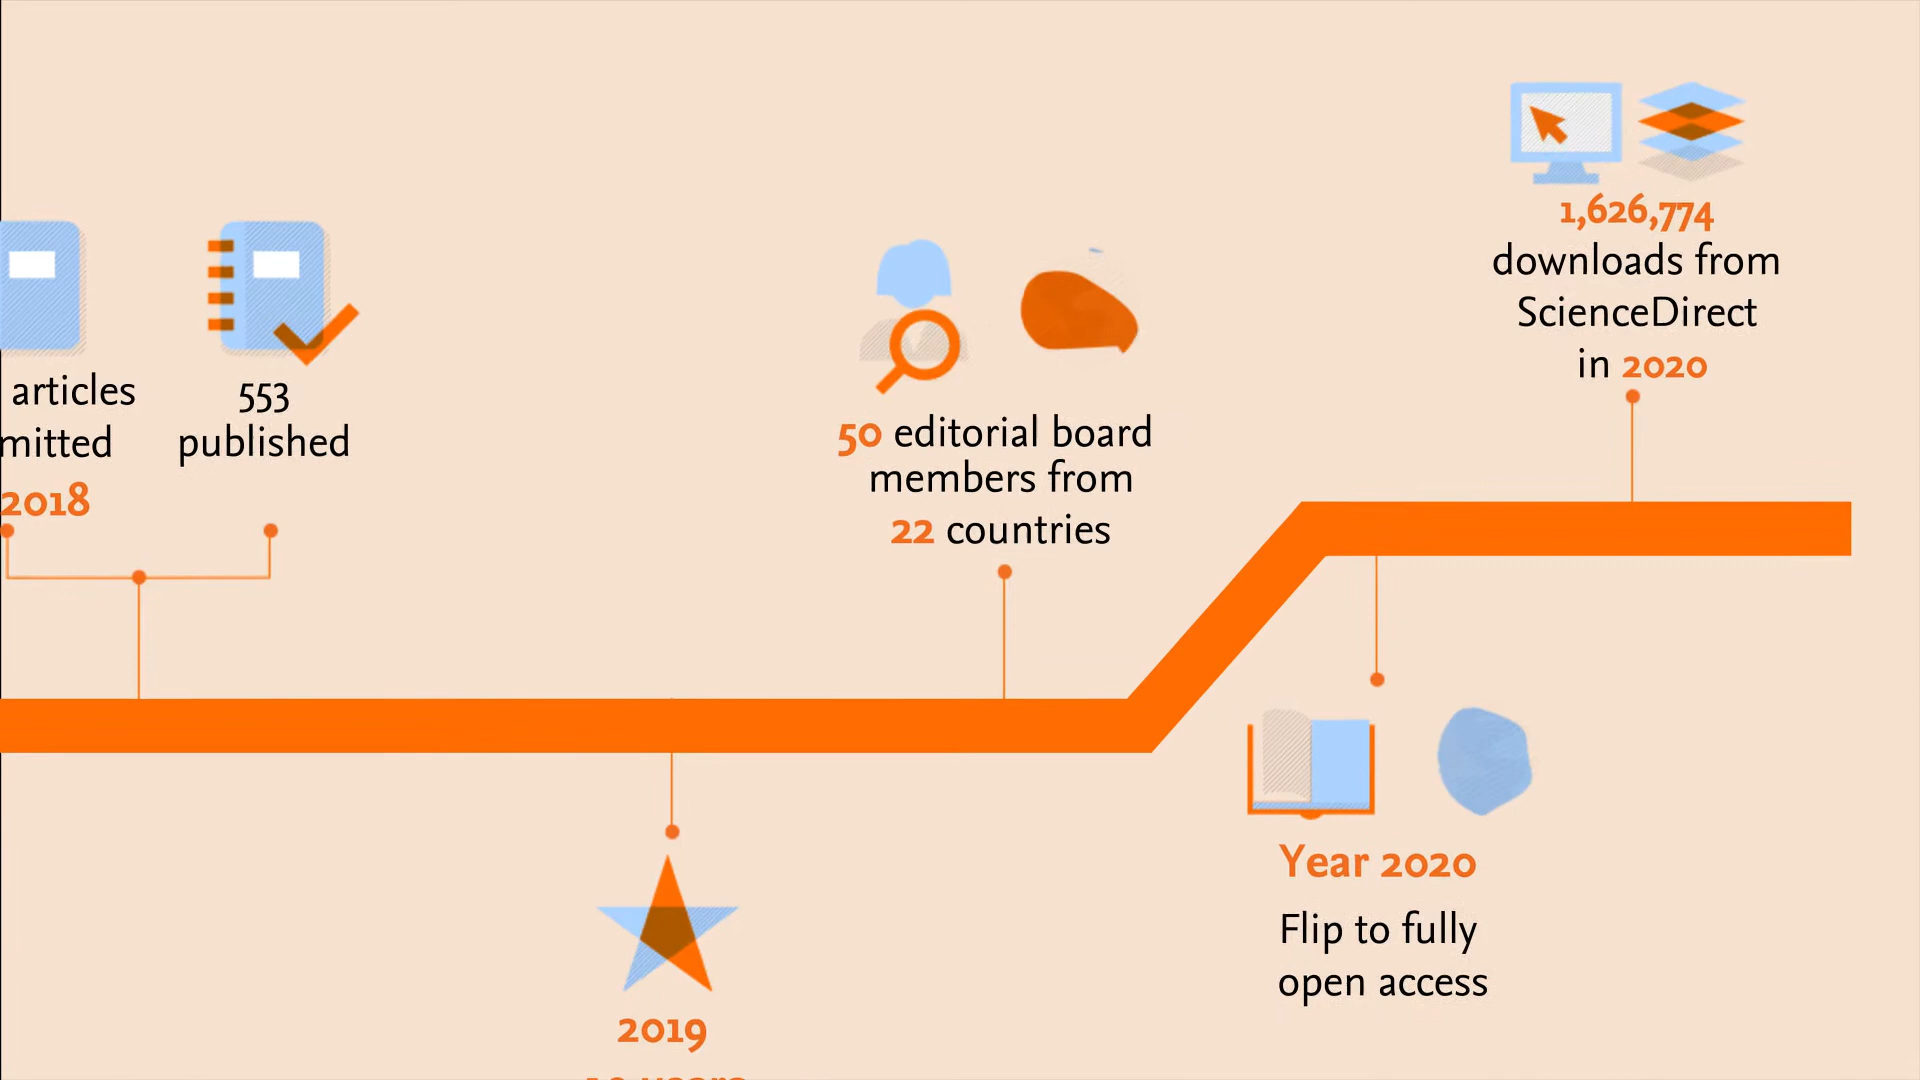 articles
2018
553
published
50 editorial board
members from
22 countries
1,626,774
downloads from
ScienceDirect
in 2020
2019
Year 2020
Flip to fully
open access